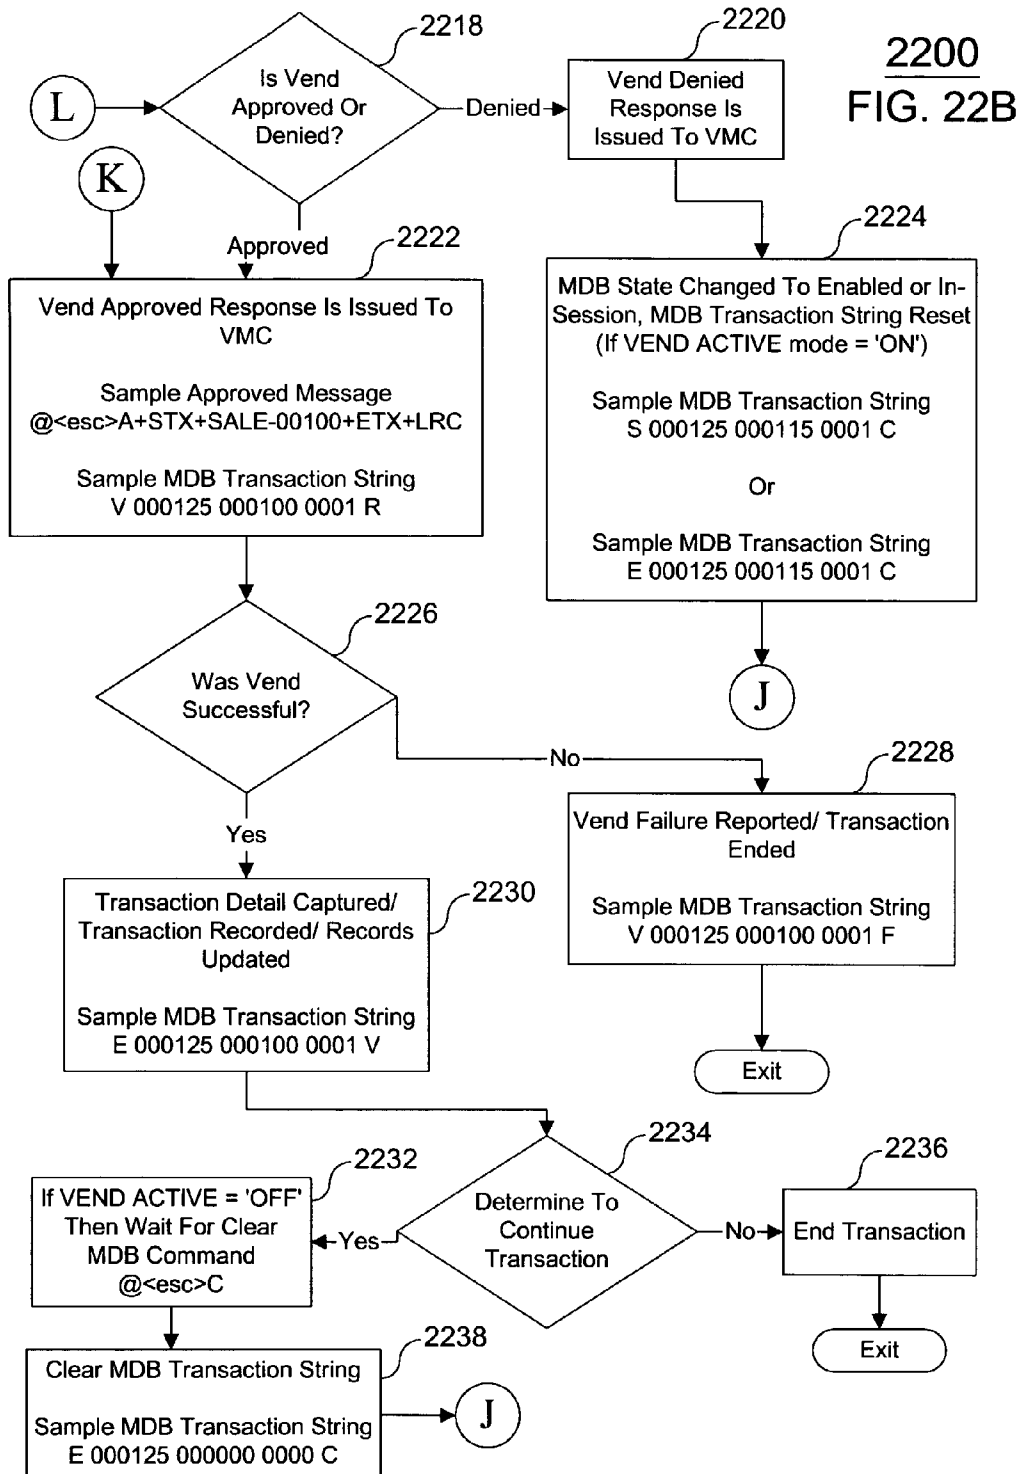 2200
FIG. 22B
L
2218
Is Vend
Approved Or
Denied?
Denied
2220
Vend Denied
Response Is
Issued To VMC
K
Approved
2222
Vend Approved Response Is Issued To
VMC
Sample Approved Message
@<esc>A+STX+SALE-00100+ETX+LRC
Sample MDB Transaction String
V 000125 000100 0001 R
2224
MDB State Changed To Enabled or In-
Session, MDB Transaction String Reset
(If VEND ACTIVE mode = 'ON')
Sample MDB Transaction String
S 000125 000115 0001 C
Or
Sample MDB Transaction String
E 000125 000115 0001 C
J
2226
Was Vend
Successful?
No
Yes
2228
Vend Failure Reported/ Transaction
Ended
Sample MDB Transaction String
V 000125 000100 0001 F
Exit
2230
Transaction Detail Captured/
Transaction Recorded/ Records
Updated
Sample MDB Transaction String
E 000125 000100 0001 V
2234
Determine To
Continue
Transaction
Yes
No
2232
If VEND ACTIVE = 'OFF'
Then Wait For Clear
MDB Command
@<esc>C
2236
End Transaction
Exit
2238
Clear MDB Transaction String
Sample MDB Transaction String
E 000125 000000 0000 C
J